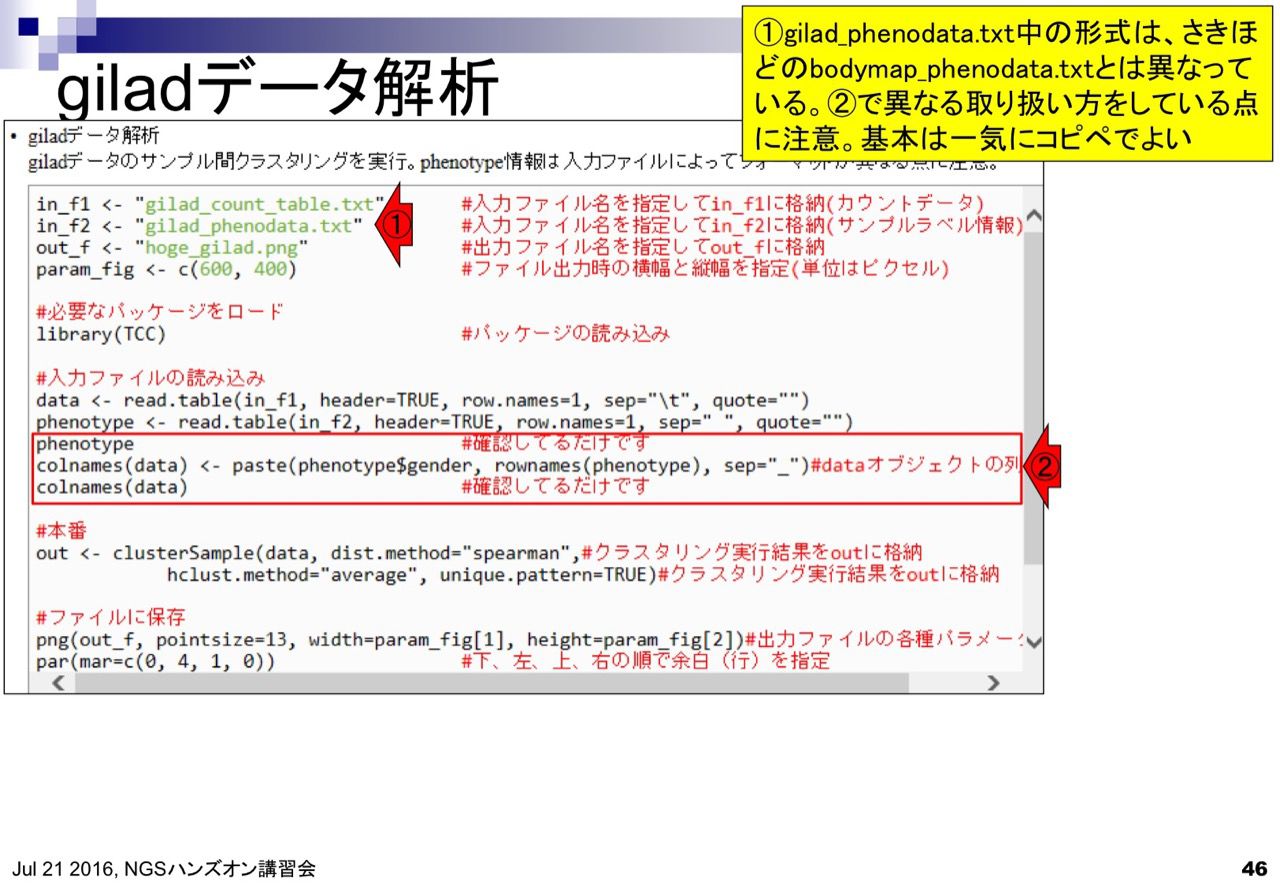 ①gilad_phenodata.txt中の形式は、さきほ
どのbodymap_phenodata.txtとは異なって
いる。②で異なる取り扱い方をしている点
に注意。基本は一気にコピペでよい
giladデータ解析
• giladデータ解析
giladデータのサンプル間クラスタリングを実行。phenotype情報は入力ファイルによってフォーマットが異なる点に注意。
in_f1 <- "gilad_count_table.txt" #入力ファイル名を指定してin_f1に格納(カウントデータ)
in_f2 <- "gilad_phenodata.txt" #入力ファイル名を指定してin_f2に格納(サンプルラベル情報)
①
out_f <- "hoge_gilad.png" #出力ファイル名を指定してout_fに格納
param_fig <- c(600, 400) #ファイル出力時の横幅と縦幅を指定(単位はピクセル)
#必要なパッケージをロード
library(TCC) #パッケージの読み込み
#入力ファイルの読み込み
data <- read.table(in_f1, header=TRUE, row.names=1, sep="\t", quote="")
phenotype <- read.table(in_f2, header=TRUE, row.names=1, sep=" ", quote="")
phenotype #確認してるだけです
colnames(data) <- paste(phenotype$gender, rownames(phenotype), sep="_")#dataオブジェクトの列
②
colnames(data) #確認してるだけです
#本番
out <- clusterSample(data, dist.method="spearman",#クラスタリング実行結果をoutに格納
hclust.method="average", unique.pattern=TRUE)#クラスタリング実行結果をoutに格納
#ファイルに保存
png(out_f, pointsize=13, width=param_fig[1], height=param_fig[2])#出力ファイルの各種パラメー
par(mar=c(0, 4, 1, 0)) #下、左、上、右の順で余白（行）を指定
Jul 21 2016, NGSハンズオン講習会
46